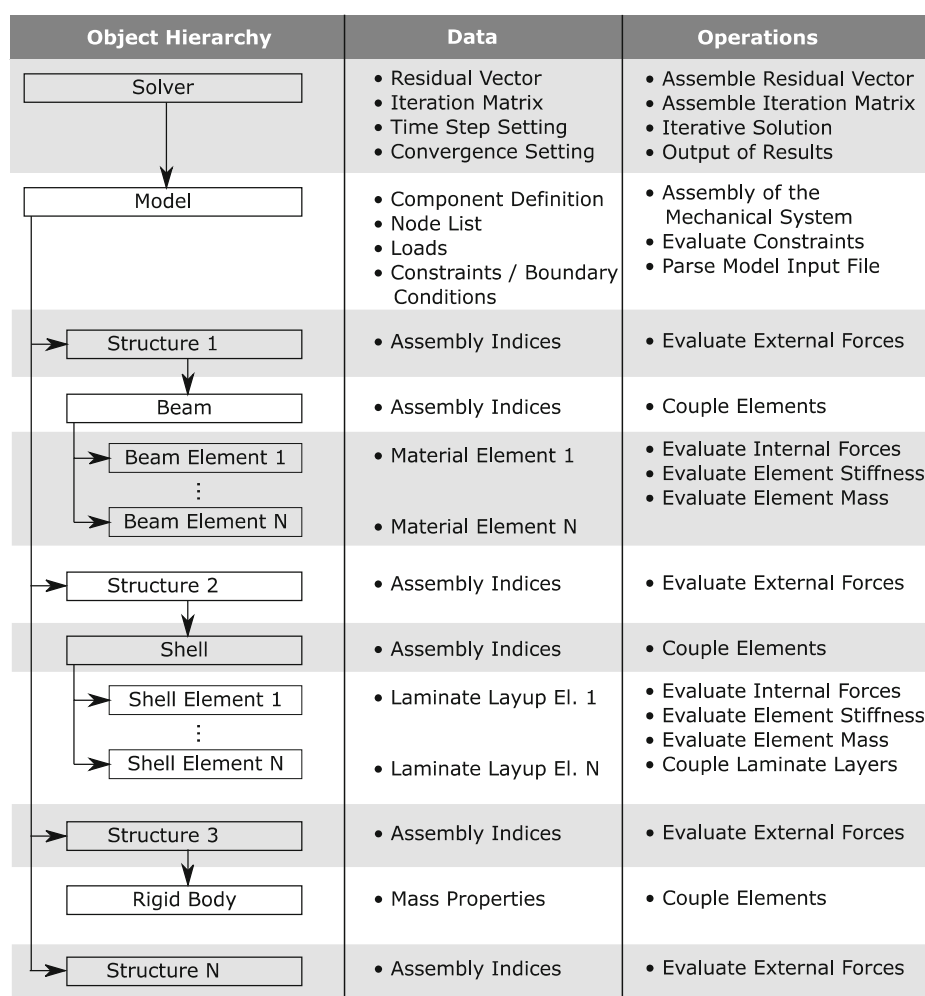 Object Hierarchy Data Operations
Solver
• Residual Vector
• Iteration Matrix
• Time Step Setting
• Convergence Setting
• Assemble Residual Vector
• Assemble Iteration Matrix
• Iterative Solution
• Output of Results
Model
• Component Definition
• Node List
• Loads
• Constraints / Boundary
Conditions
• Assembly of the
Mechanical System
• Evaluate Constraints
• Parse Model Input File
Structure 1
• Assembly Indices
• Evaluate External Forces
Beam
• Assembly Indices
• Couple Elements
Beam Element 1
⋮
Beam Element N
• Material Element 1
• Material Element N
• Evaluate Internal Forces
• Evaluate Element Stiffness
• Evaluate Element Mass
Structure 2
• Assembly Indices
• Evaluate External Forces
Shell
• Assembly Indices
• Couple Elements
Shell Element 1
⋮
Shell Element N
• Laminate Layup El. 1
• Laminate Layup El. N
• Evaluate Internal Forces
• Evaluate Element Stiffness
• Evaluate Element Mass
• Couple Laminate Layers
Structure 3
• Assembly Indices
• Evaluate External Forces
Rigid Body
• Mass Properties
• Couple Elements
Structure N
• Assembly Indices
• Evaluate External Forces